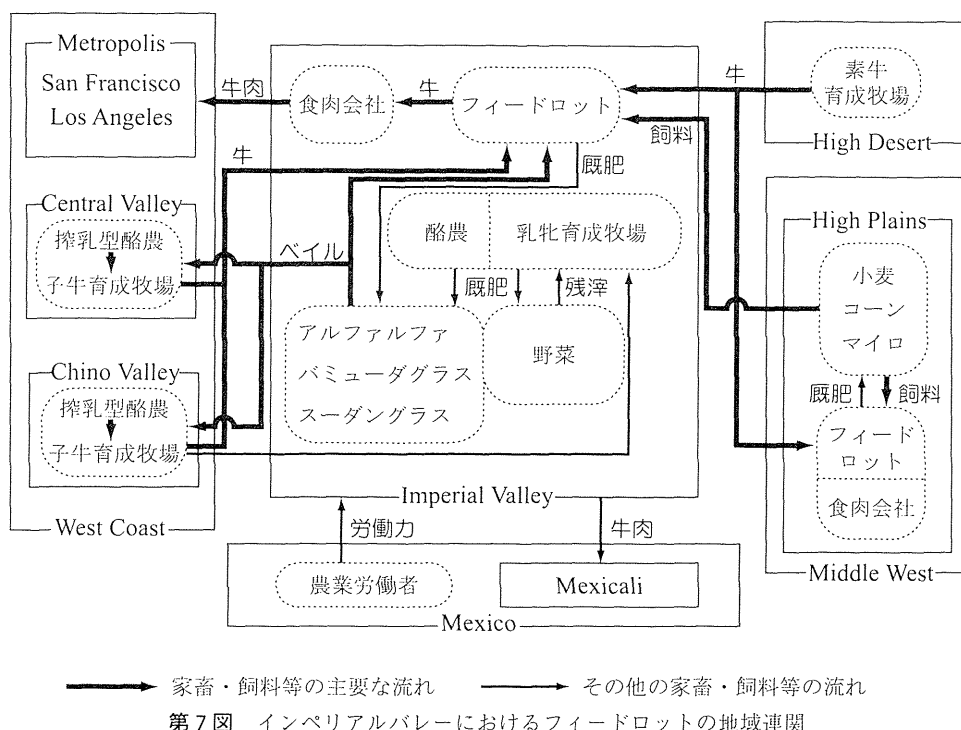 Metropolis
San Francisco
Los Angeles
牛肉
食肉会社
牛
フィードロット
牛
素牛
育成牧場
High Desert
飼料
牛
厩肥
Central Valley
搾乳型酪農
子牛育成牧場
ベイル
酪農
乳牝育成牧場
厩肥
残滓
High Plains
小麦
コーン
マイロ
アルファルファ
バミューダグラス
スーダングラス
野菜
Chino Valley
搾乳型酪農
子牛育成牧場
厩肥
飼料
フィード
ロット
食肉会社
Imperial Valley
West Coast
Middle West
労働力
牛肉
農業労働者
Mexicali
Mexico
家畜・飼料等の主要な流れ
その他の家畜・飼料等の流れ
第7図 インペリアルバレーにおけるフィードロットの地域連関